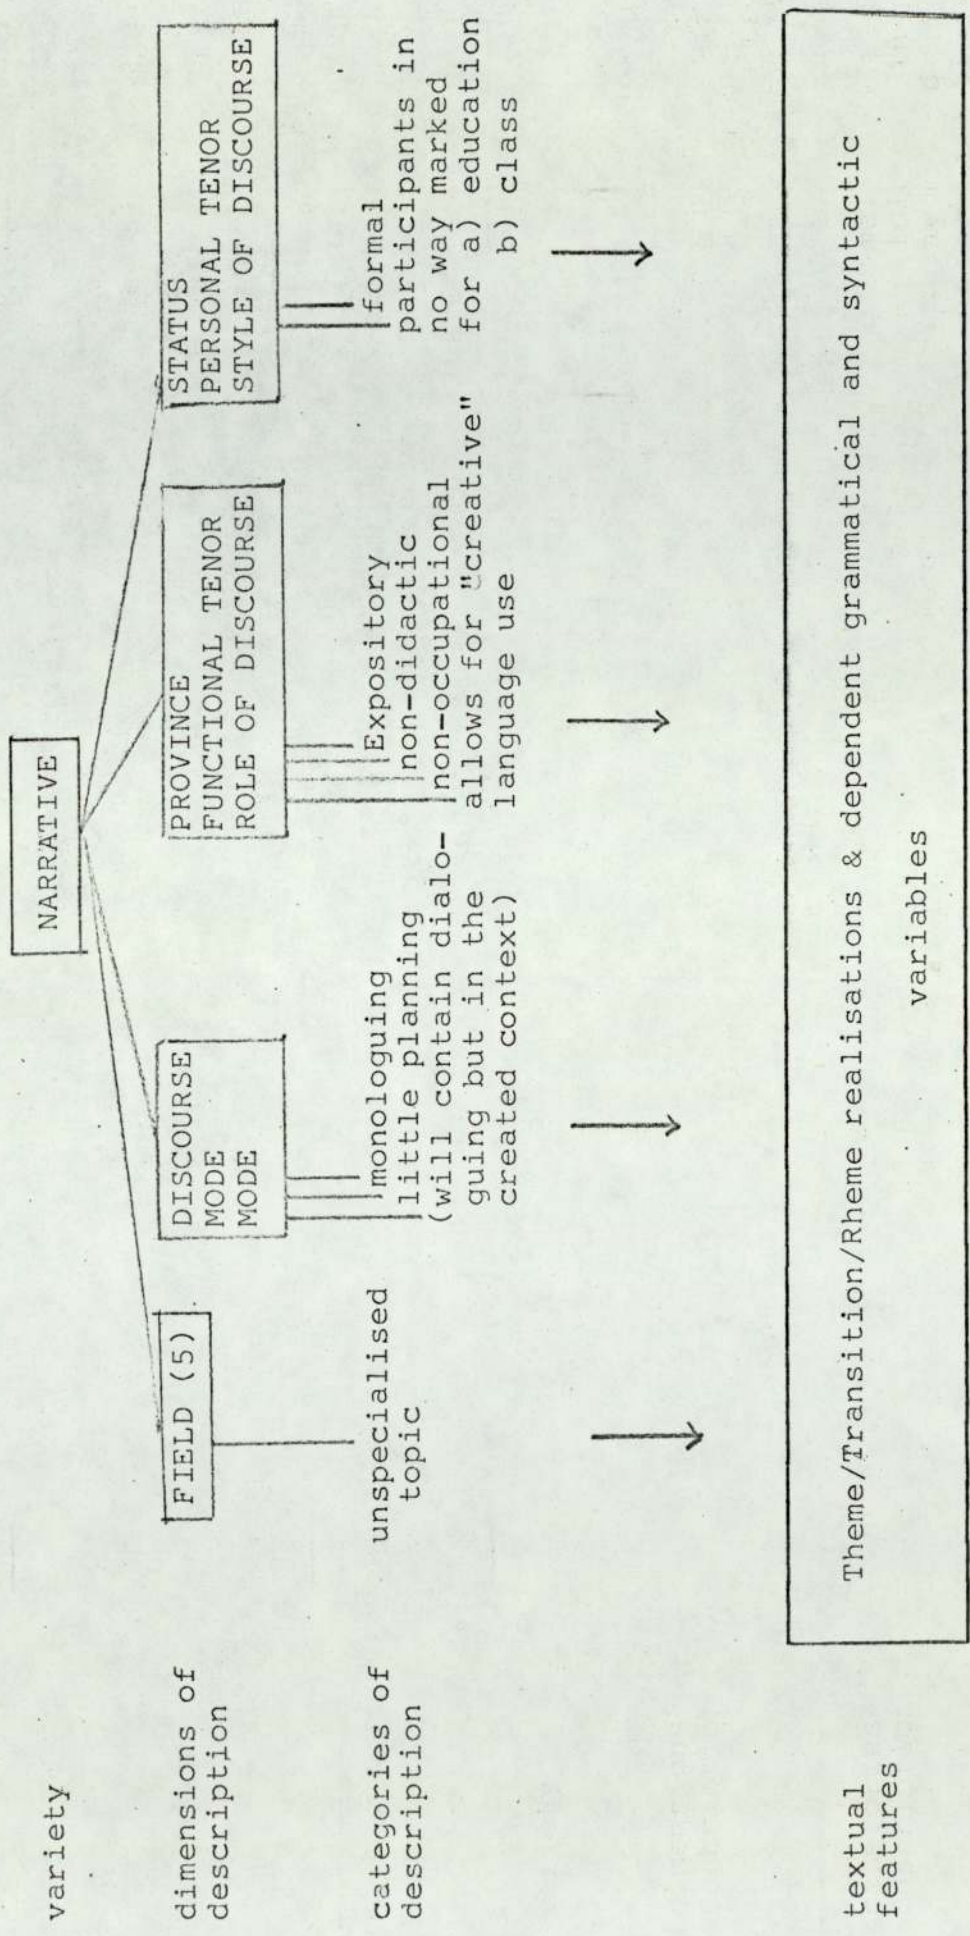 variety
NARRATIVE
dimensions of
description
FIELD (5)
DISCOURSE
MODE
MODE
PROVINCE
FUNCTIONAL TENOR
ROLE OF DISCOURSE
STATUS
PERSONAL TENOR
STYLE OF DISCOURSE
categories of
description
unspecialised
topic
monologuing
little planning
(will contain dialo-
guing but in the
created context)
Expository
non-didactic
non-occupational
allows for "creative"
language use
formal
participants in
no way marked
for a) education
b) class
textual
features
Theme/Transition/Rheme realisations & dependent grammatical and syntactic
variables